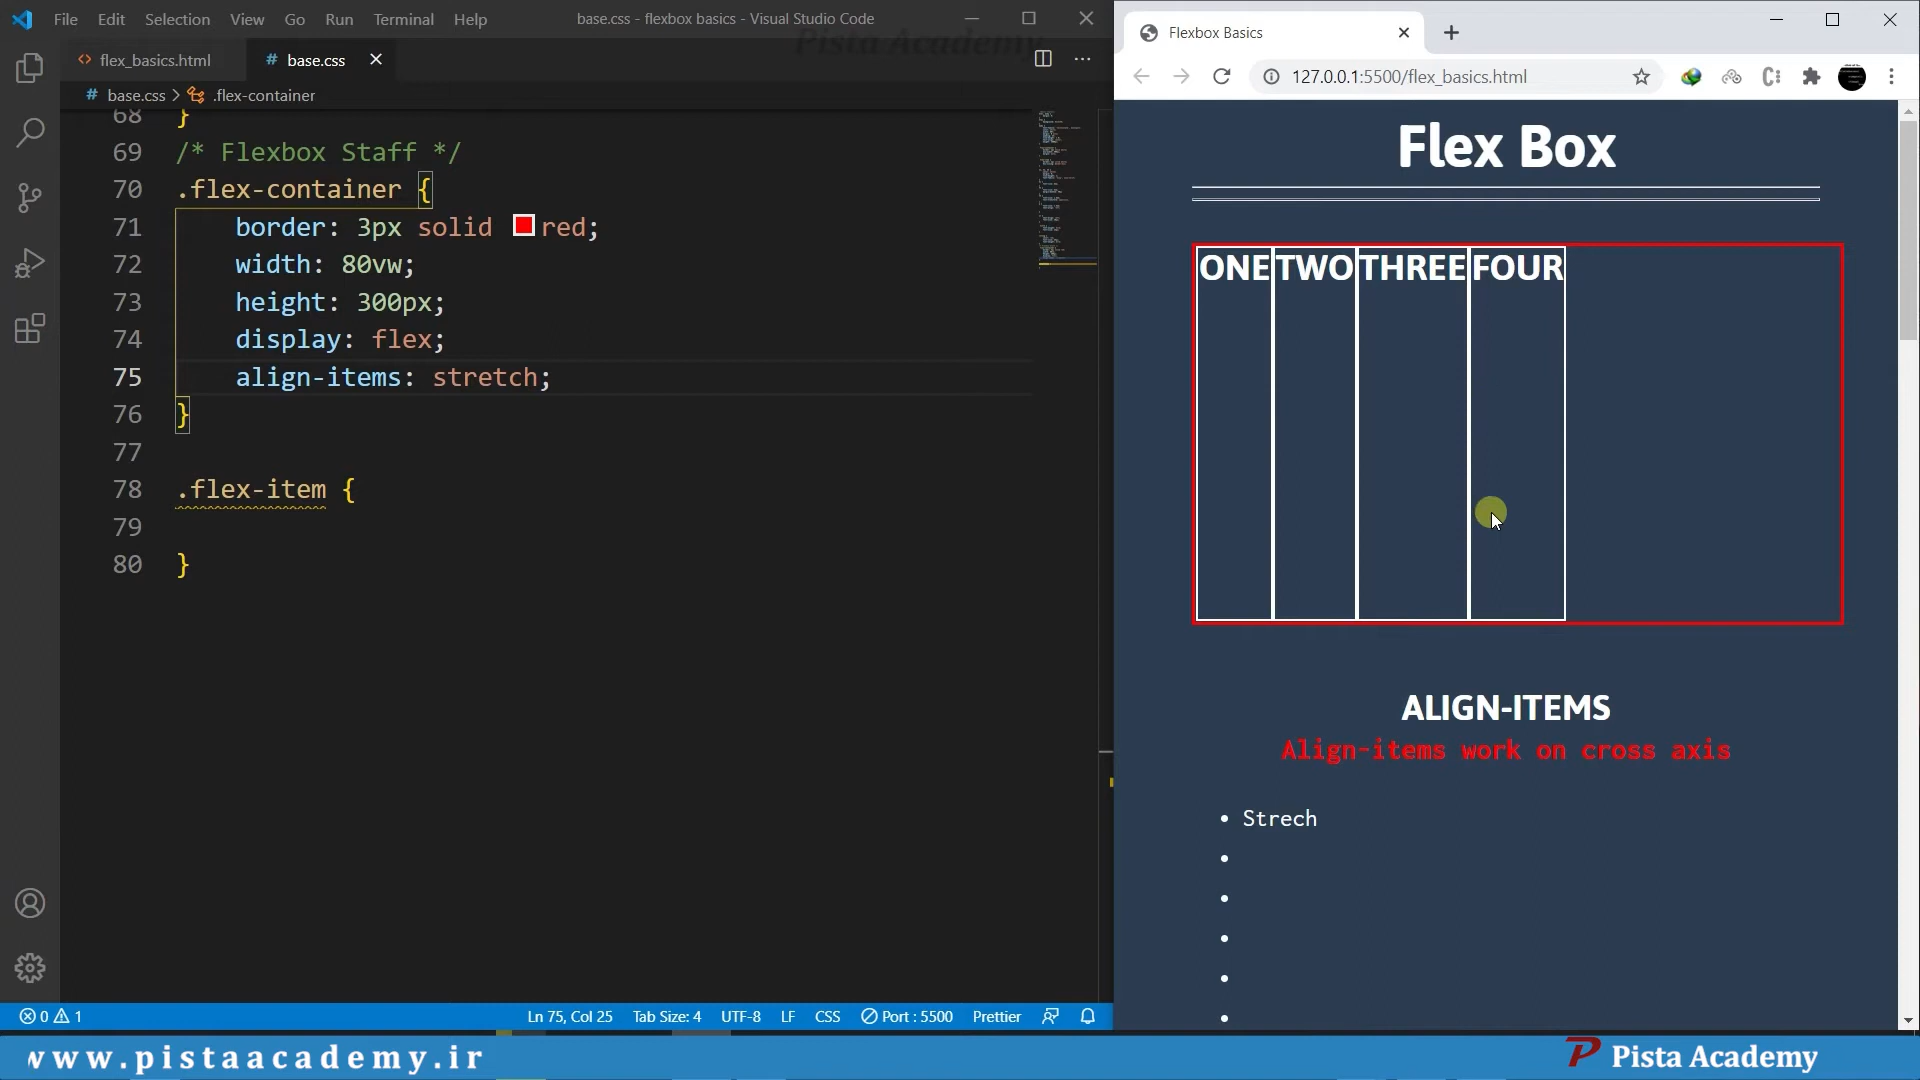 File Edit Selection View Go Run Terminal Help
base.css - flexbox basics - Visual Studio Code
Pista Academy
flex_basics.html
# base.css
# base.css > .flex-container
68 }
69 /* Flexbox Staff */
70 .flex-container {
71 border: 3px solid red;
72 width: 80vw;
73 height: 300px;
74 display: flex;
75 align-items: stretch;
76 }
77
78 .flex-item {
79
80 }
0 1
Ln 75, Col 25 Tab Size: 4 UTF-8 LF CSS Port : 5500 Prettier
Flexbox Basics
127.0.0.1:5500/flex_basics.html
Flex Box
ONE TWO THREE FOUR
ALIGN-ITEMS
Align-items work on cross axis
• Strech
•
•
•
•
•
www.pistaacademy.ir
P Pista Academy